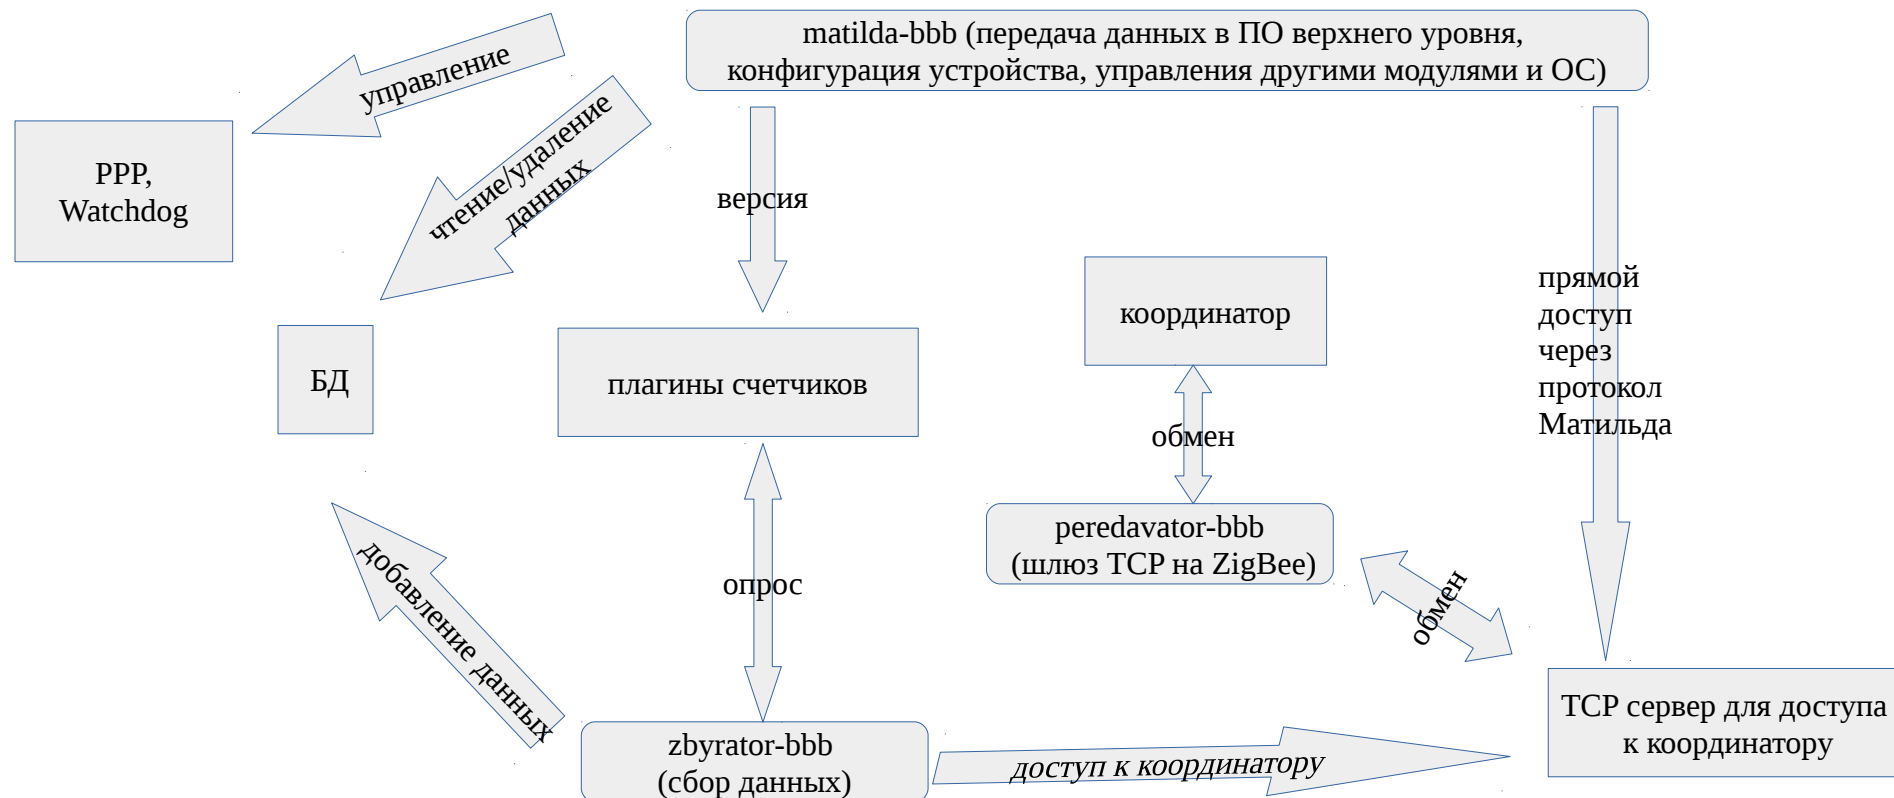 matilda-bbb (передача данных в ПО верхнего уровня,
конфигурация устройства, управления другими модулями и ОС)
управление
чтение/удаление
данных
PPP,
Watchdog
версия
координатор
прямой
доступ
через
протокол
Матильда
БД
плагины счетчиков
обмен
peredavator-bbb
(шлюз TCP на ZigBee)
добавление данных
опрос
обмен
TCP сервер для доступа
к координатору
zbyrator-bbb
(сбор данных)
доступ к координатору